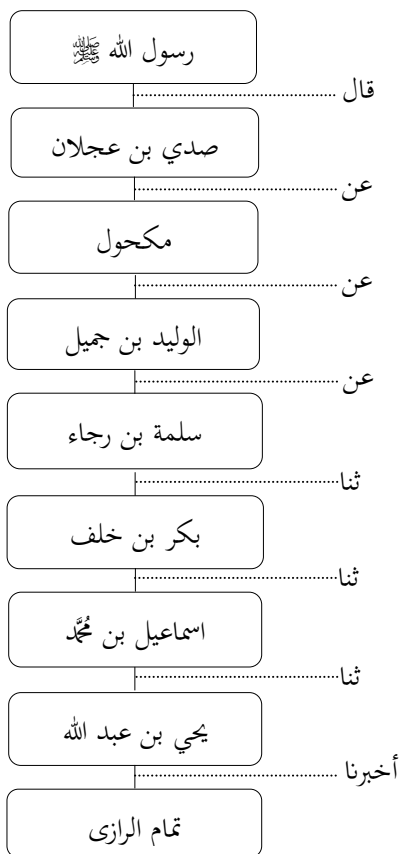 رسول الله ﷺ
قال
صدي بن عجلان
عن
مكحول
عن
الوليد بن جميل
عن
سلمة بن رجاء
ثنا
بكر بن خلف
ثنا
اسماعيل بن مُحَمَّد
ثنا
يحي بن عبد الله
أخبرنا
تمام الرازى